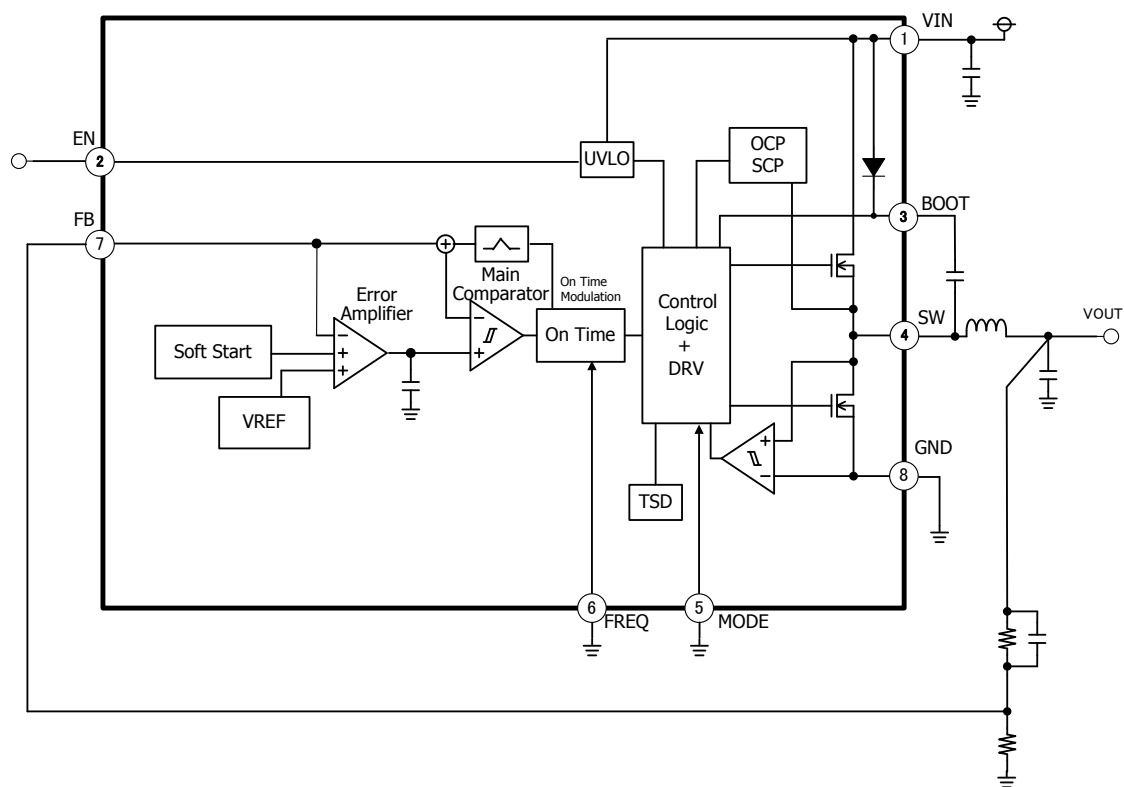 VIN
1
EN
2
UVLO
OCP
SCP
BOOT
3
FB
7
+
Main
Comparator
On Time
Modulation
Error
Amplifier
Control
Logic
+
DRV
SW
4
VOUT
Soft Start
−
+
+
−
+
On Time
VREF
+
−
GND
8
TSD
6
FREQ
5
MODE